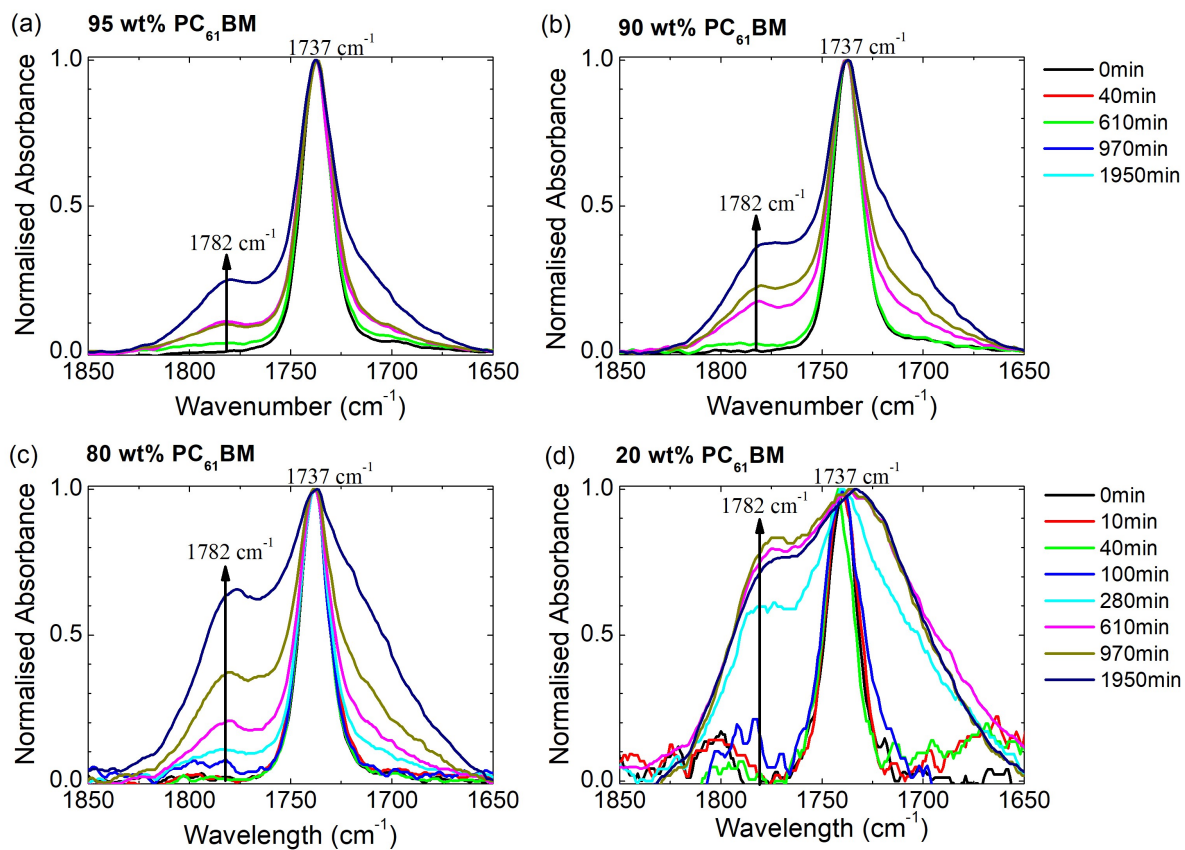 (a) 95 wt% PC₆₁BM
1737 cm⁻¹
1782 cm⁻¹
Normalised Absorbance
1.0
0.5
0.0
1850 1800 1750 1700 1650
Wavenumber (cm⁻¹)
(b) 90 wt% PC₆₁BM
1737 cm⁻¹
1782 cm⁻¹
Normalised Absorbance
1.0
0.5
0.0
1850 1800 1750 1700 1650
Wavenumber (cm⁻¹)
0min
40min
610min
970min
1950min
(c) 80 wt% PC₆₁BM
1737 cm⁻¹
1782 cm⁻¹
Normalised Absorbance
1.0
0.5
0.0
1850 1800 1750 1700 1650
Wavelength (cm⁻¹)
(d) 20 wt% PC₆₁BM
1737 cm⁻¹
1782 cm⁻¹
Normalised Absorbance
1.0
0.5
0.0
1850 1800 1750 1700 1650
Wavelength (cm⁻¹)
0min
10min
40min
100min
280min
610min
970min
1950min